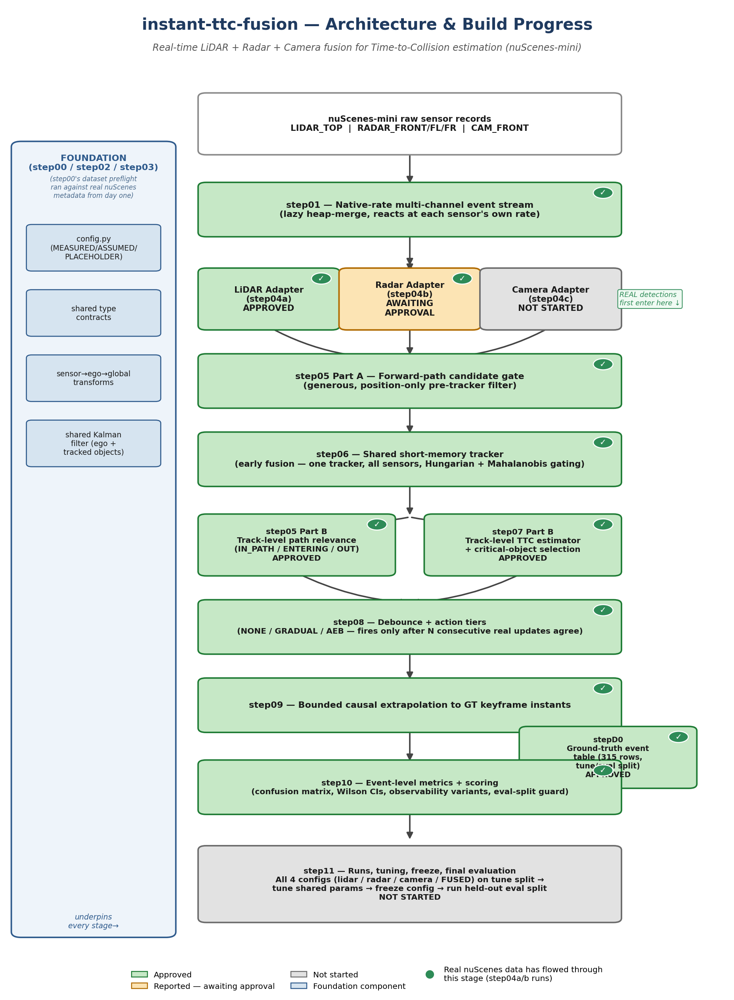 instant-ttc-fusion — Architecture & Build Progress
Real-time LiDAR + Radar + Camera fusion for Time-to-Collision estimation (nuScenes-mini)
nuScenes-mini raw sensor records
LIDAR_TOP | RADAR_FRONT/FL/FR | CAM_FRONT
FOUNDATION
(step00 / step02 / step03)
(step00's dataset preflight
ran against real nuScenes
metadata from day one)
config.py
(MEASURED/ASSUMED/
PLACEHOLDER)
shared type
contracts
sensor→ego→global
transforms
shared Kalman
filter (ego +
tracked objects)
underpins
every stage→
✓
step01 — Native-rate multi-channel event stream
(lazy heap-merge, reacts at each sensor's own rate)
✓
LiDAR Adapter
(step04a)
APPROVED
✓
Radar Adapter
(step04b)
AWAITING
APPROVAL
Camera Adapter
(step04c)
NOT STARTED
REAL detections
first enter here ↓
✓
step05 Part A — Forward-path candidate gate
(generous, position-only pre-tracker filter)
✓
step06 — Shared short-memory tracker
(early fusion — one tracker, all sensors, Hungarian + Mahalanobis gating)
✓
step05 Part B
Track-level path relevance
(IN_PATH / ENTERING / OUT)
APPROVED
✓
step07 Part B
Track-level TTC estimator
+ critical-object selection
APPROVED
✓
step08 — Debounce + action tiers
(NONE / GRADUAL / AEB — fires only after N consecutive real updates agree)
✓
step09 — Bounded causal extrapolation to GT keyframe instants
✓
stepD0
Ground-truth event
table (315 rows,
split)
✓
step10 — Event-level metrics + scoring
(confusion matrix, Wilson CIs, observability variants, eval-split guard)
step11 — Runs, tuning, freeze, final evaluation
All 4 configs (lidar / radar / camera / FUSED) on tune split →
tune shared params → freeze config → run held-out eval split
NOT STARTED
Approved
Reported — awaiting approval
Not started
Foundation component
Real nuScenes data has flowed through
this stage (step04a/b runs)